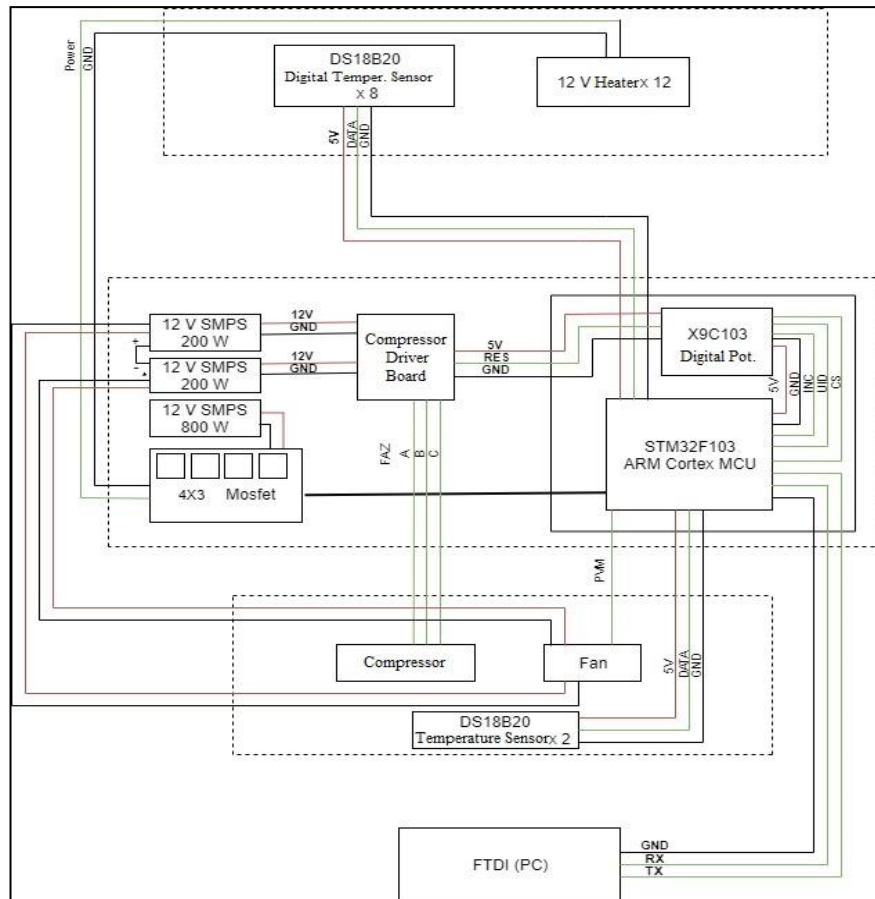 Power
GND
DS18B20
Digital Temper. Sensor
x 8
12 V Heaterx 12
5V
DATA
GND
12 V SMPS
200 W
12V
GND
+
-
12 V SMPS
200 W
12V
GND
Compressor
Driver
Board
5V
RES
GND
X9C103
Digital Pot.
5V
GND
INC
UID
CS
12 V SMPS
800 W
4X3 Mosfet
FAZ
A
B
C
STM32F103
ARM Cortex MCU
PVM
Compressor
Fan
5V
DATA
GND
DS18B20
Temperature Sensorx 2
FTDI (PC)
GND
RX
TX